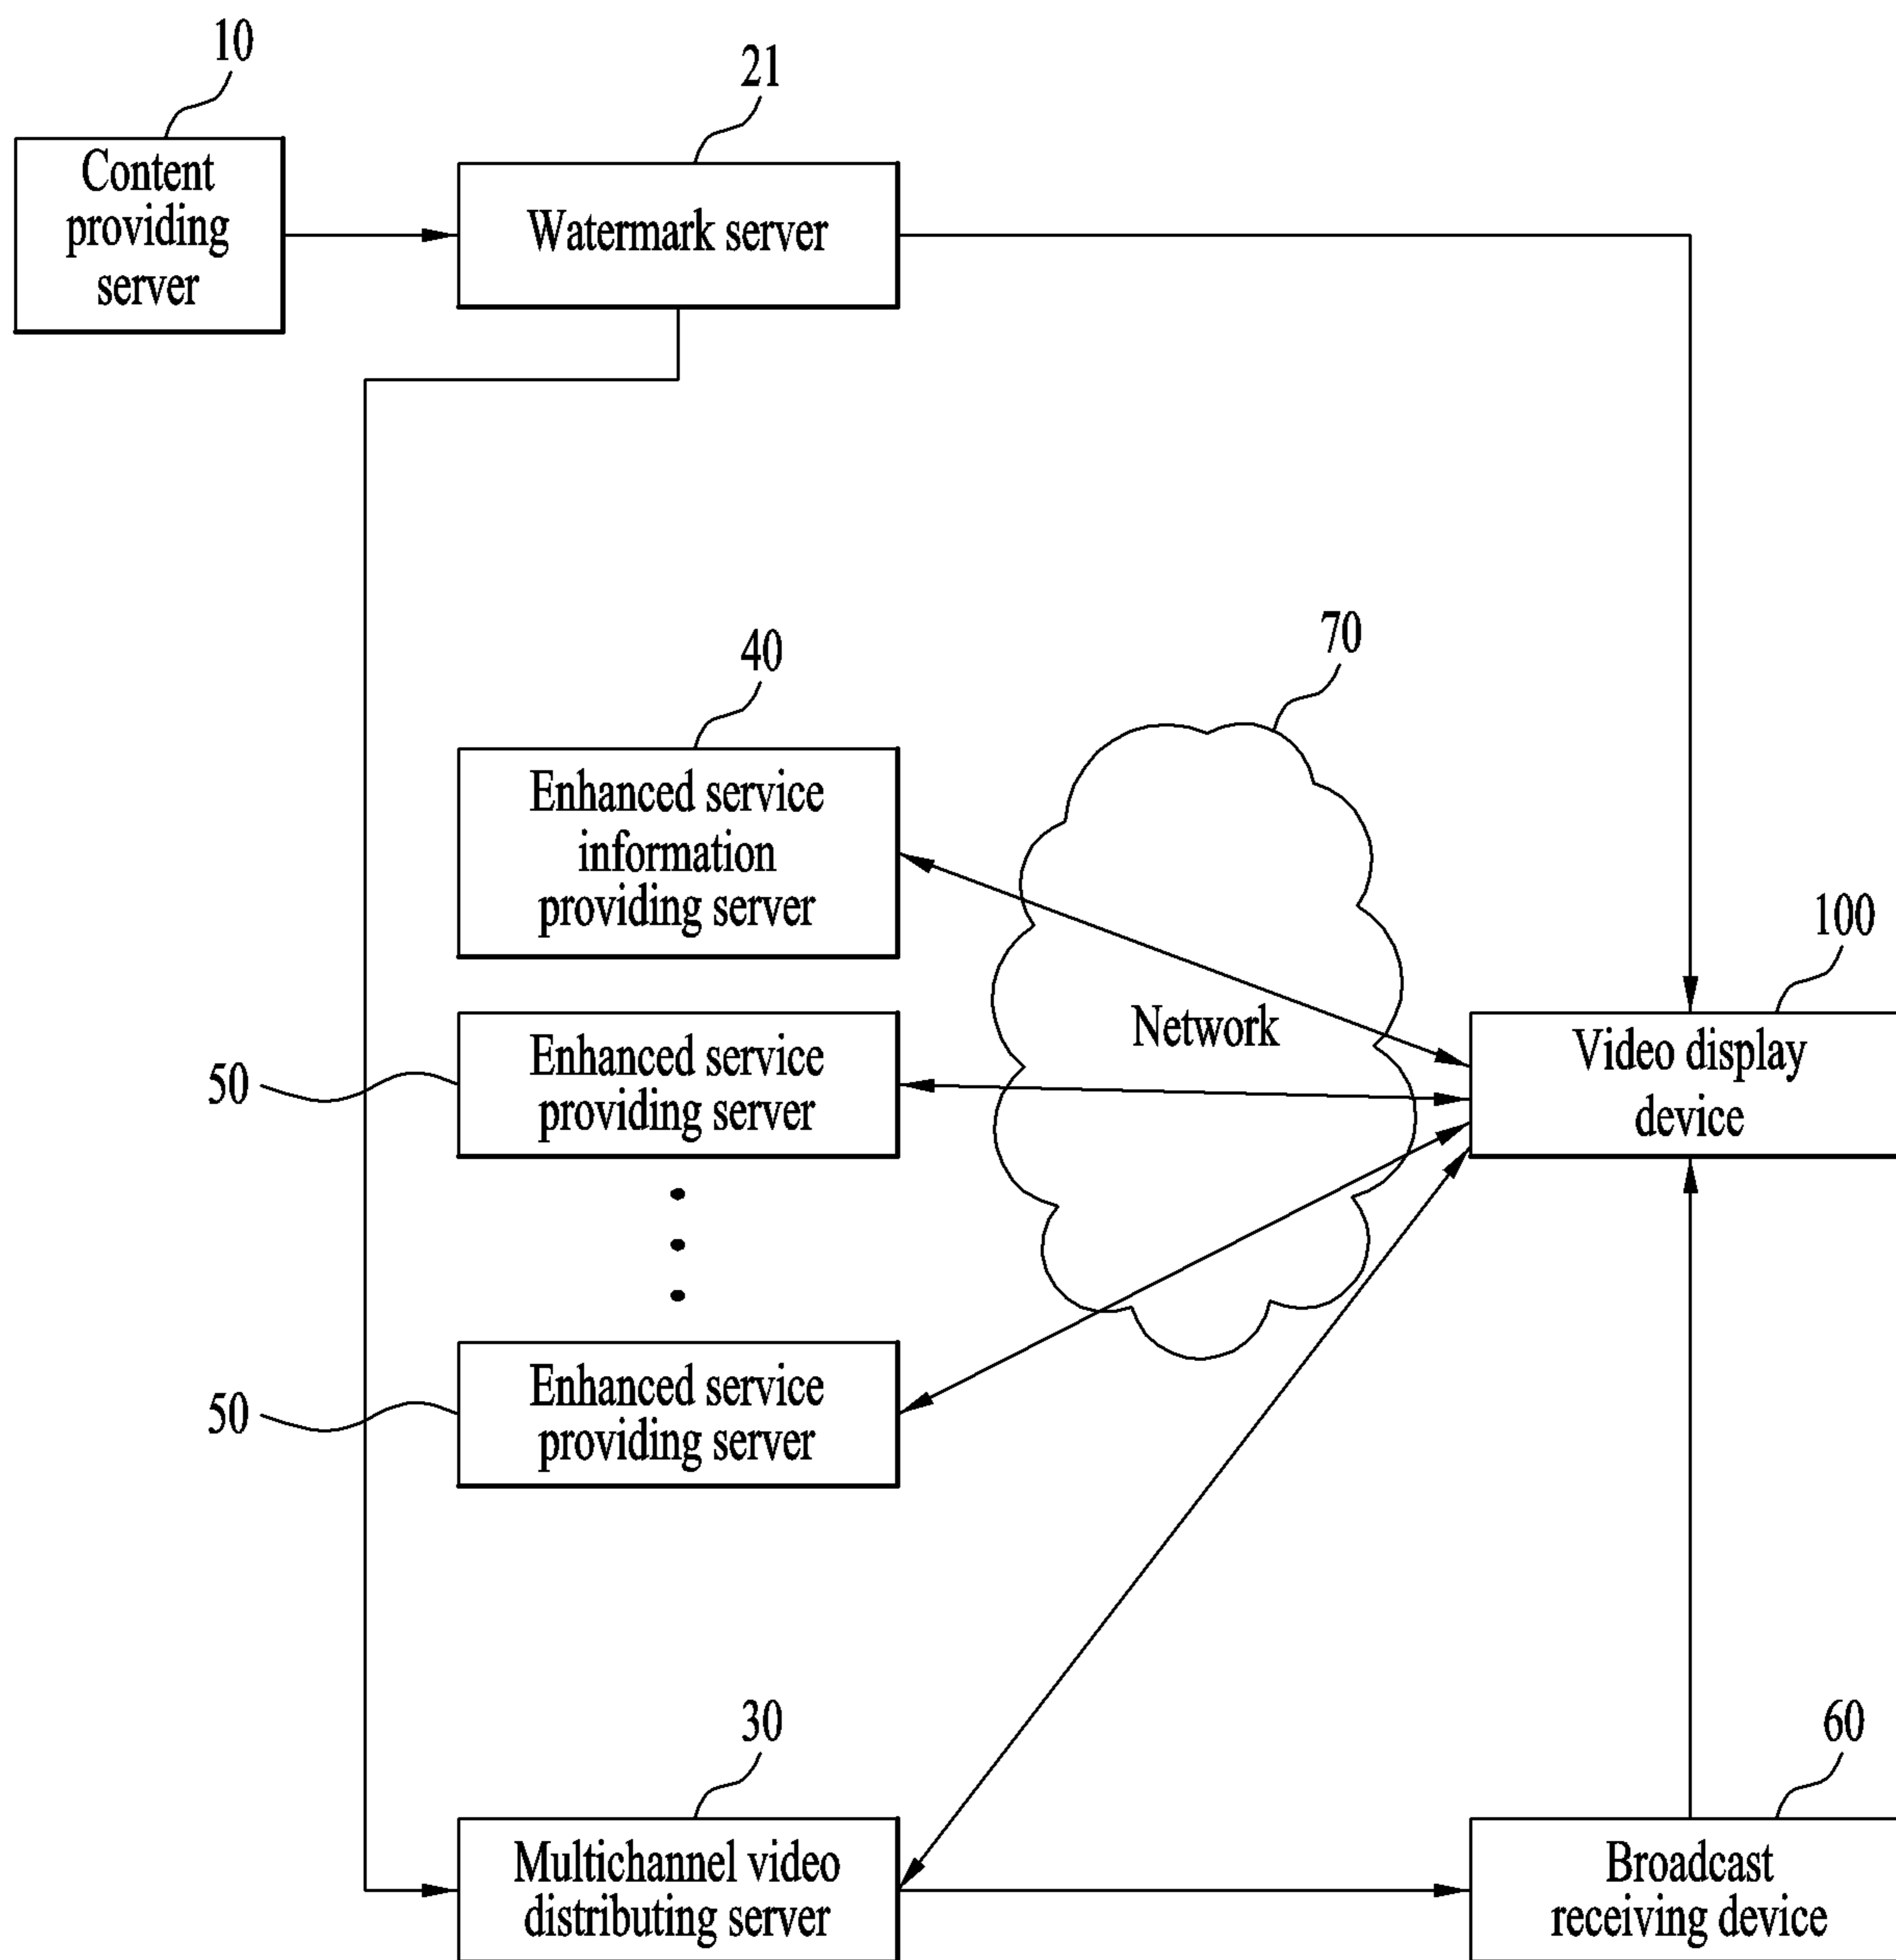 10
21
Content
providing
server
Watermark server
70
40
Enhanced service
information
providing server
100
Network
Video display
device
50
Enhanced service
providing server
50
Enhanced service
providing server
30
60
Multichannel video
distributing server
Broadcast
receiving device